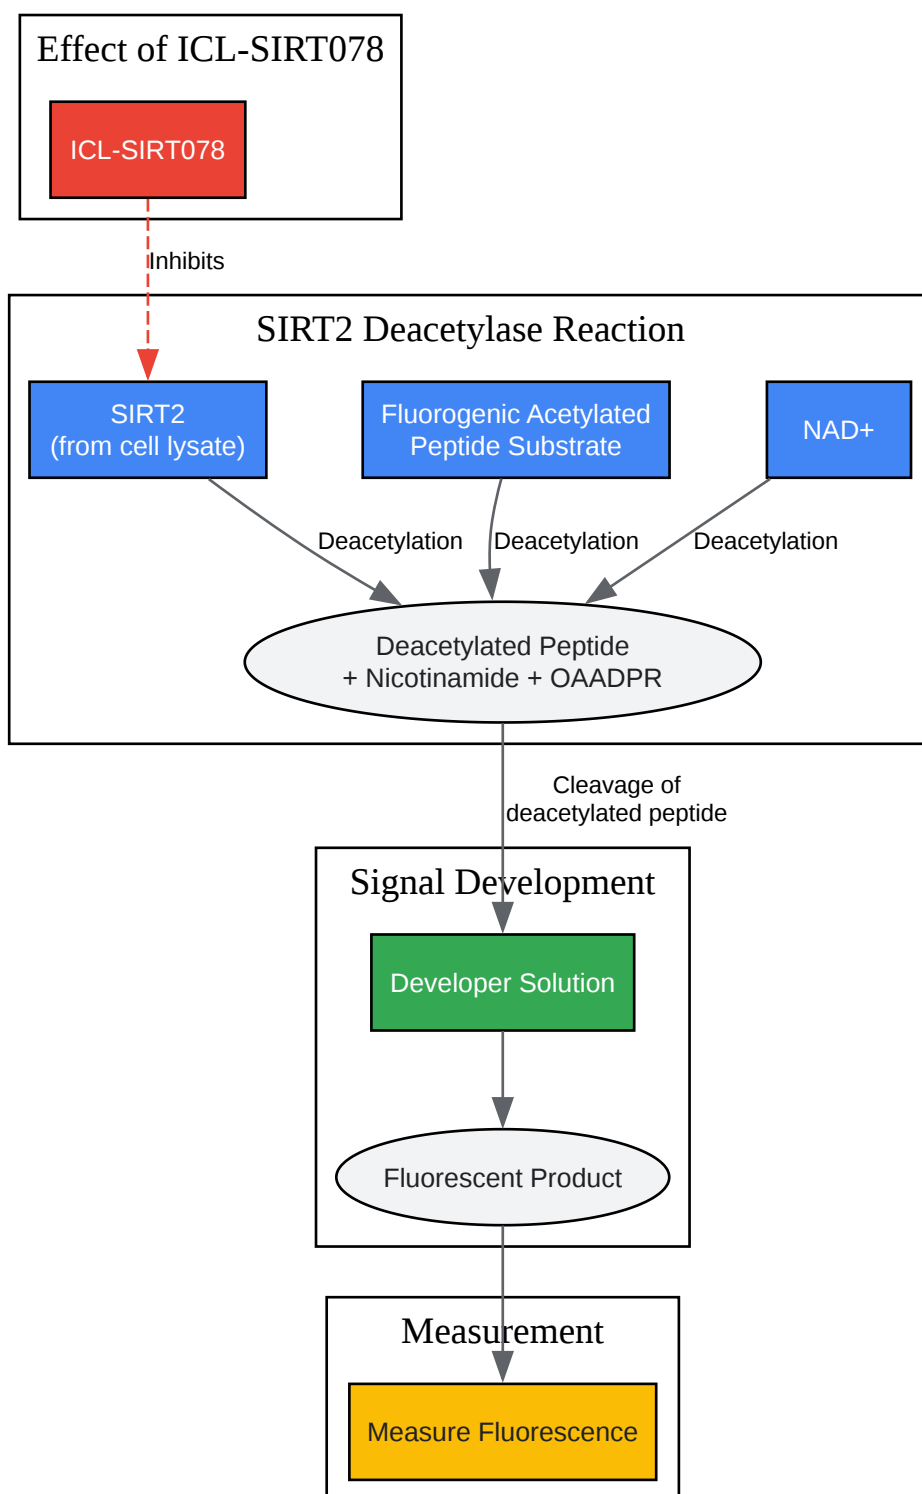 Effect of ICL-SIRT078
ICL-SIRT078
Inhibits
SIRT2 Deacetylase Reaction
SIRT2
(from cell lysate)
Fluorogenic Acetylated
Peptide Substrate
NAD+
Deacetylation
Deacetylation
Deacetylation
Deacetylated Peptide
+ Nicotinamide + OAADPR
Cleavage of
deacetylated peptide
Signal Development
Developer Solution
Fluorescent Product
Measurement
Measure Fluorescence